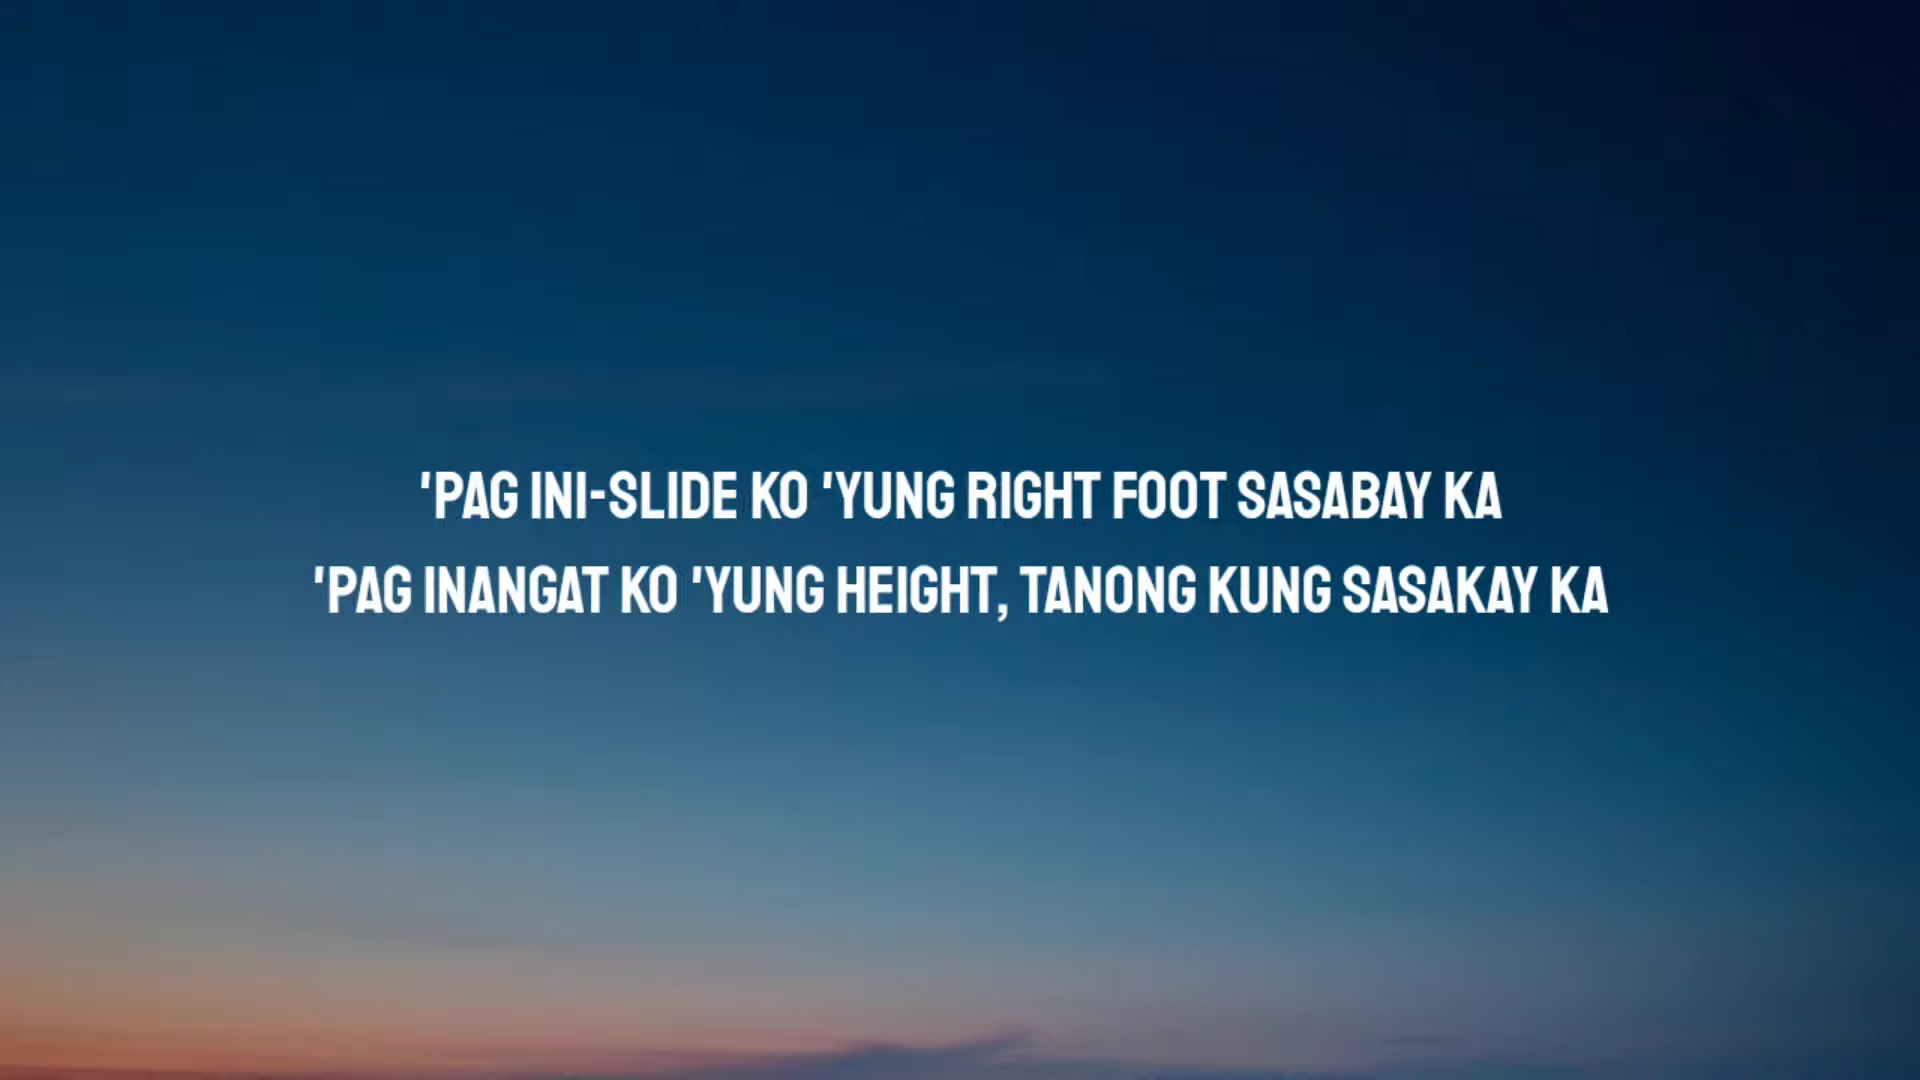 'PAG INI-SLIDE KO 'YUNG RIGHT FOOT SASABAY KA
'PAG INANGAT KO 'YUNG HEIGHT, TANONG KUNG SASAKAY KA